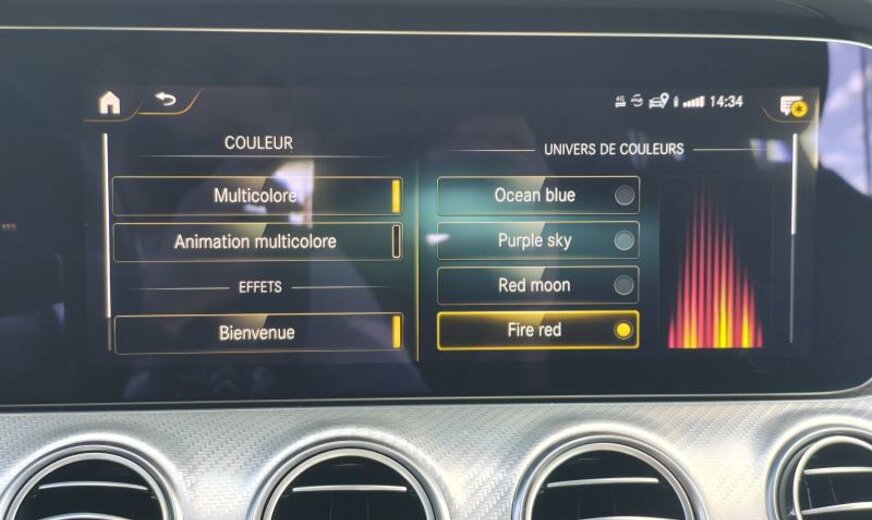 4G
14:34
COULEUR
Multicolore
Animation multicolore
EFFETS
Bienvenue
UNIVERS DE COULEURS
Ocean blue
Purple sky
Red moon
Fire red